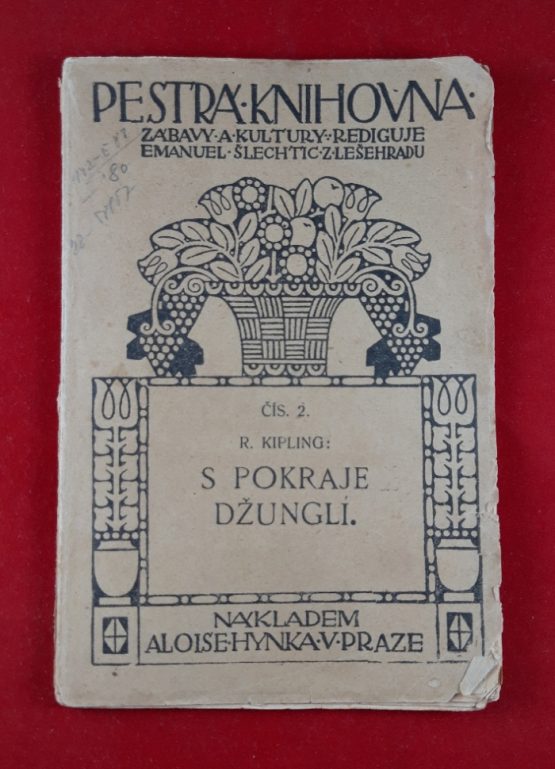 PESTRÁ·KNIHOVNA·
ZÁBAVY·A·KULTURY·REDIGUJE
EMANUEL·ŠLECHTIC·Z·LEŠEHRADU
ČÍS. 2.
R. KIPLING:
S POKRAJE
DŽUNGLÍ.
NÁKLADEM
ALOISE·HYNKA·V·PRAZE